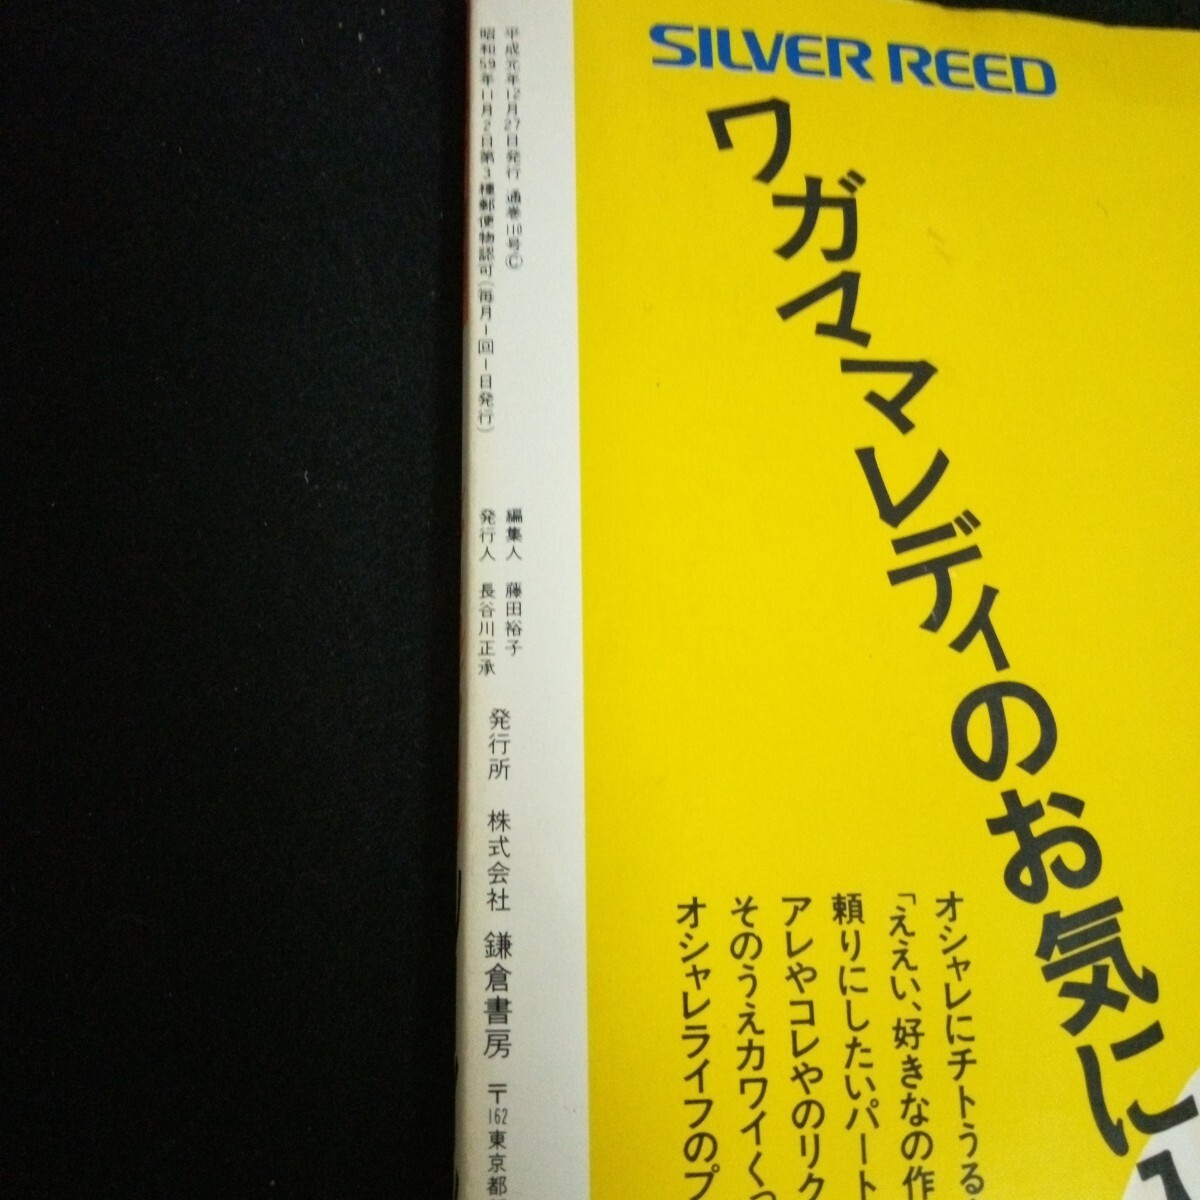 SILVER REED
ワガママレディのお気に
オシャレにチトうる
「ええい、好きなの作
頼りにしたいパート
アレやコレやのリク
そのうえカワイく
オシャレライフのプ
平成元年12月27日発行 通巻110号Ⓒ
昭和59年11月2日第3種郵便物認可(毎月1回1日発行)
編集人 藤田裕子
発行人 長谷川正承
発行所 株式会社 鎌倉書房 〒162東京都